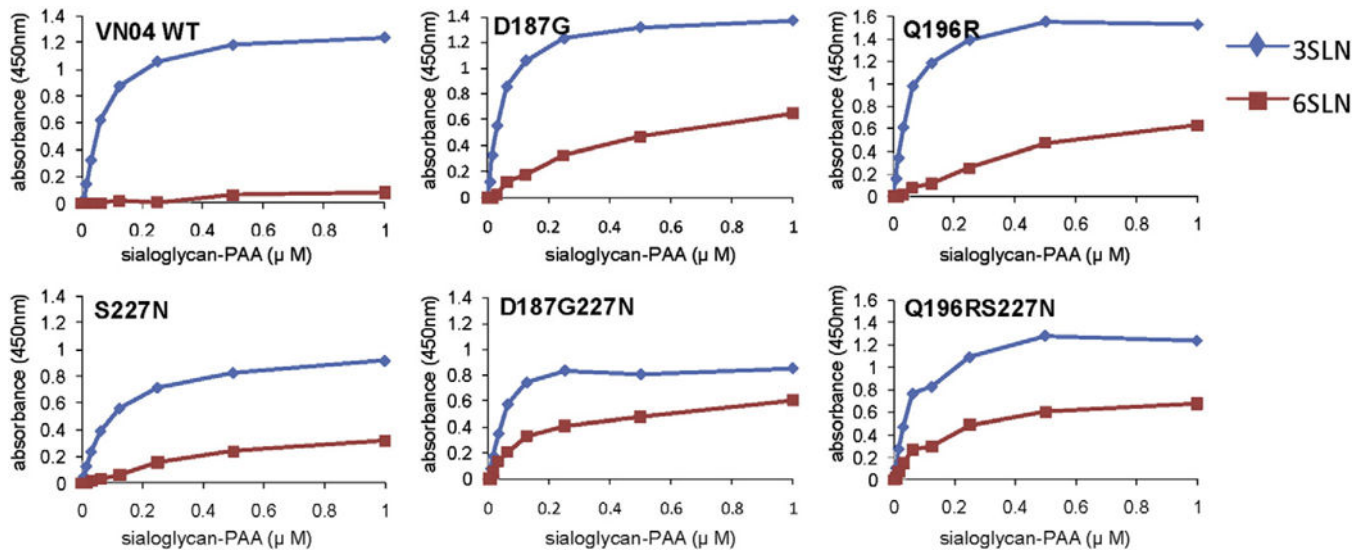 VN04 WT
absorbance (450nm)
1.4
1.2
1
0.8
0.6
0.4
0.2
0
0 0.2 0.4 0.6 0.8 1
sialoglycan-PAA (µ M)
D187G
absorbance (450nm)
1.4
1.2
1
0.8
0.6
0.4
0.2
0
0 0.2 0.4 0.6 0.8 1
sialoglycan-PAA (µ M)
Q196R
absorbance (450nm)
1.6
1.4
1.2
1
0.8
0.6
0.4
0.2
0
0 0.2 0.4 0.6 0.8 1
sialoglycan-PAA (µ M)
3SLN
6SLN
S227N
absorbance (450nm)
1.4
1.2
1
0.8
0.6
0.4
0.2
0
0 0.2 0.4 0.6 0.8 1
sialoglycan-PAA (µ M)
D187G227N
absorbance (450nm)
1.4
1.2
1
0.8
0.6
0.4
0.2
0
0 0.2 0.4 0.6 0.8 1
sialoglycan-PAA (µ M)
Q196RS227N
absorbance (450nm)
1.6
1.4
1.2
1
0.8
0.6
0.4
0.2
0
0 0.2 0.4 0.6 0.8 1
sialoglycan-PAA (µ M)